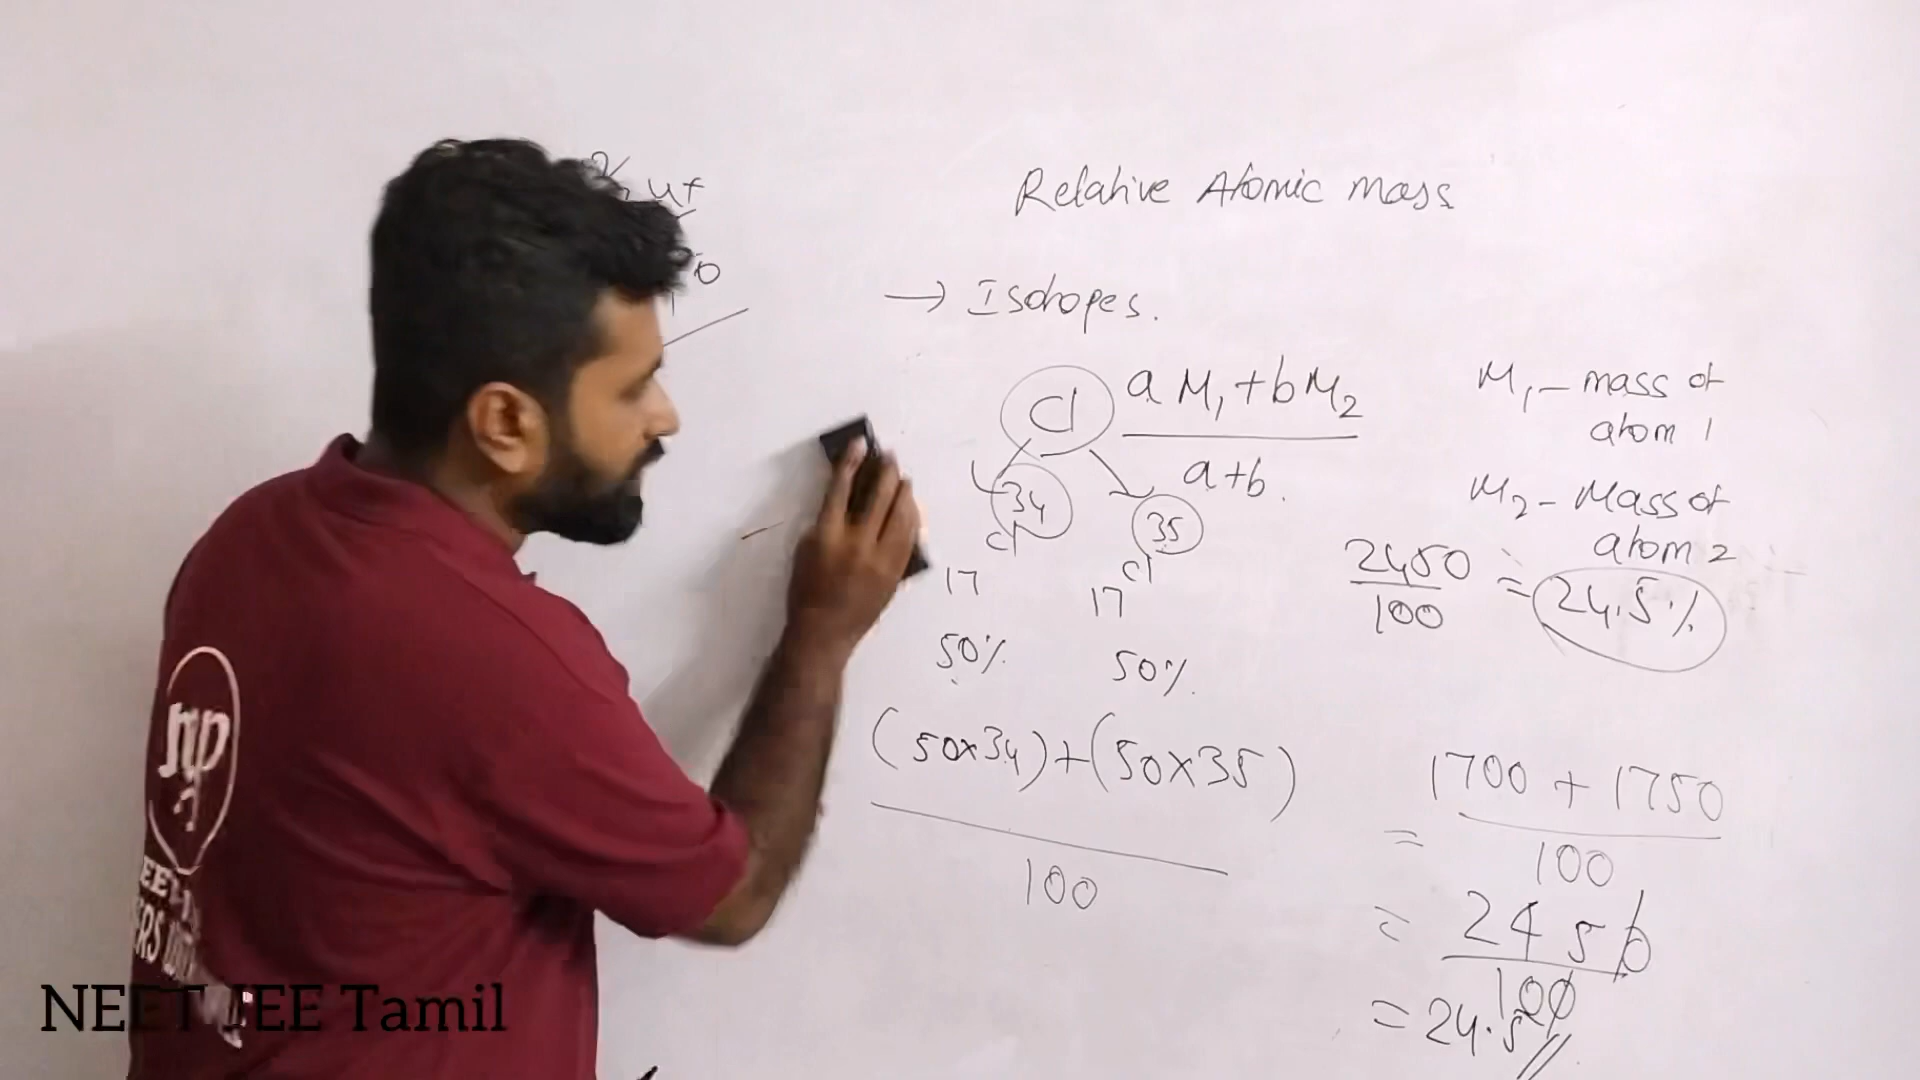 Relative Atomic mass
→ Isotopes.
Cl
aM₁+bM₂
a+b.
M₁ – mass of
atom 1
M₂ – Mass of
atom 2
34
Cl
17
50%
35
Cl
17
50%.
2450
100
= 24.5%
(50x34)+(50x35)
100
= 1700 + 1750
100
= 2450
100
= 24.5//
NEET JEE Tamil